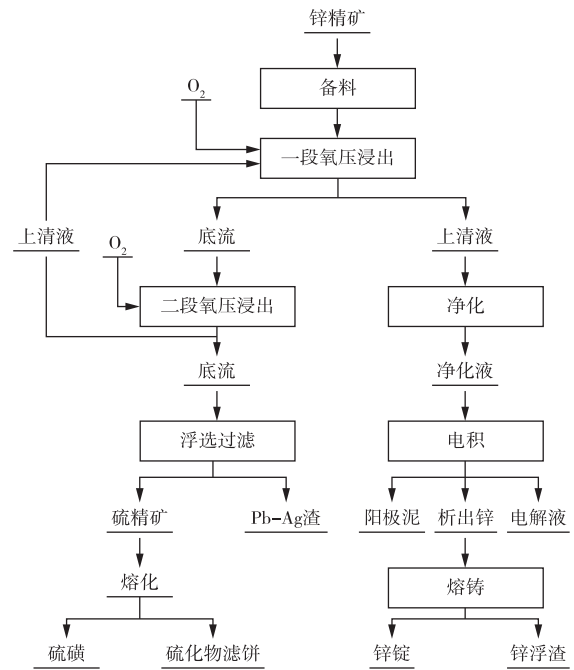 锌精矿
O₂
备料
一段氧压浸出
上清液
底流
上清液
O₂
二段氧压浸出
净化
底流
净化液
浮选过滤
电积
硫精矿
Pb-Ag渣
阳极泥
析出锌
电解液
熔化
熔铸
硫磺
硫化物滤饼
锌锭
锌浮渣